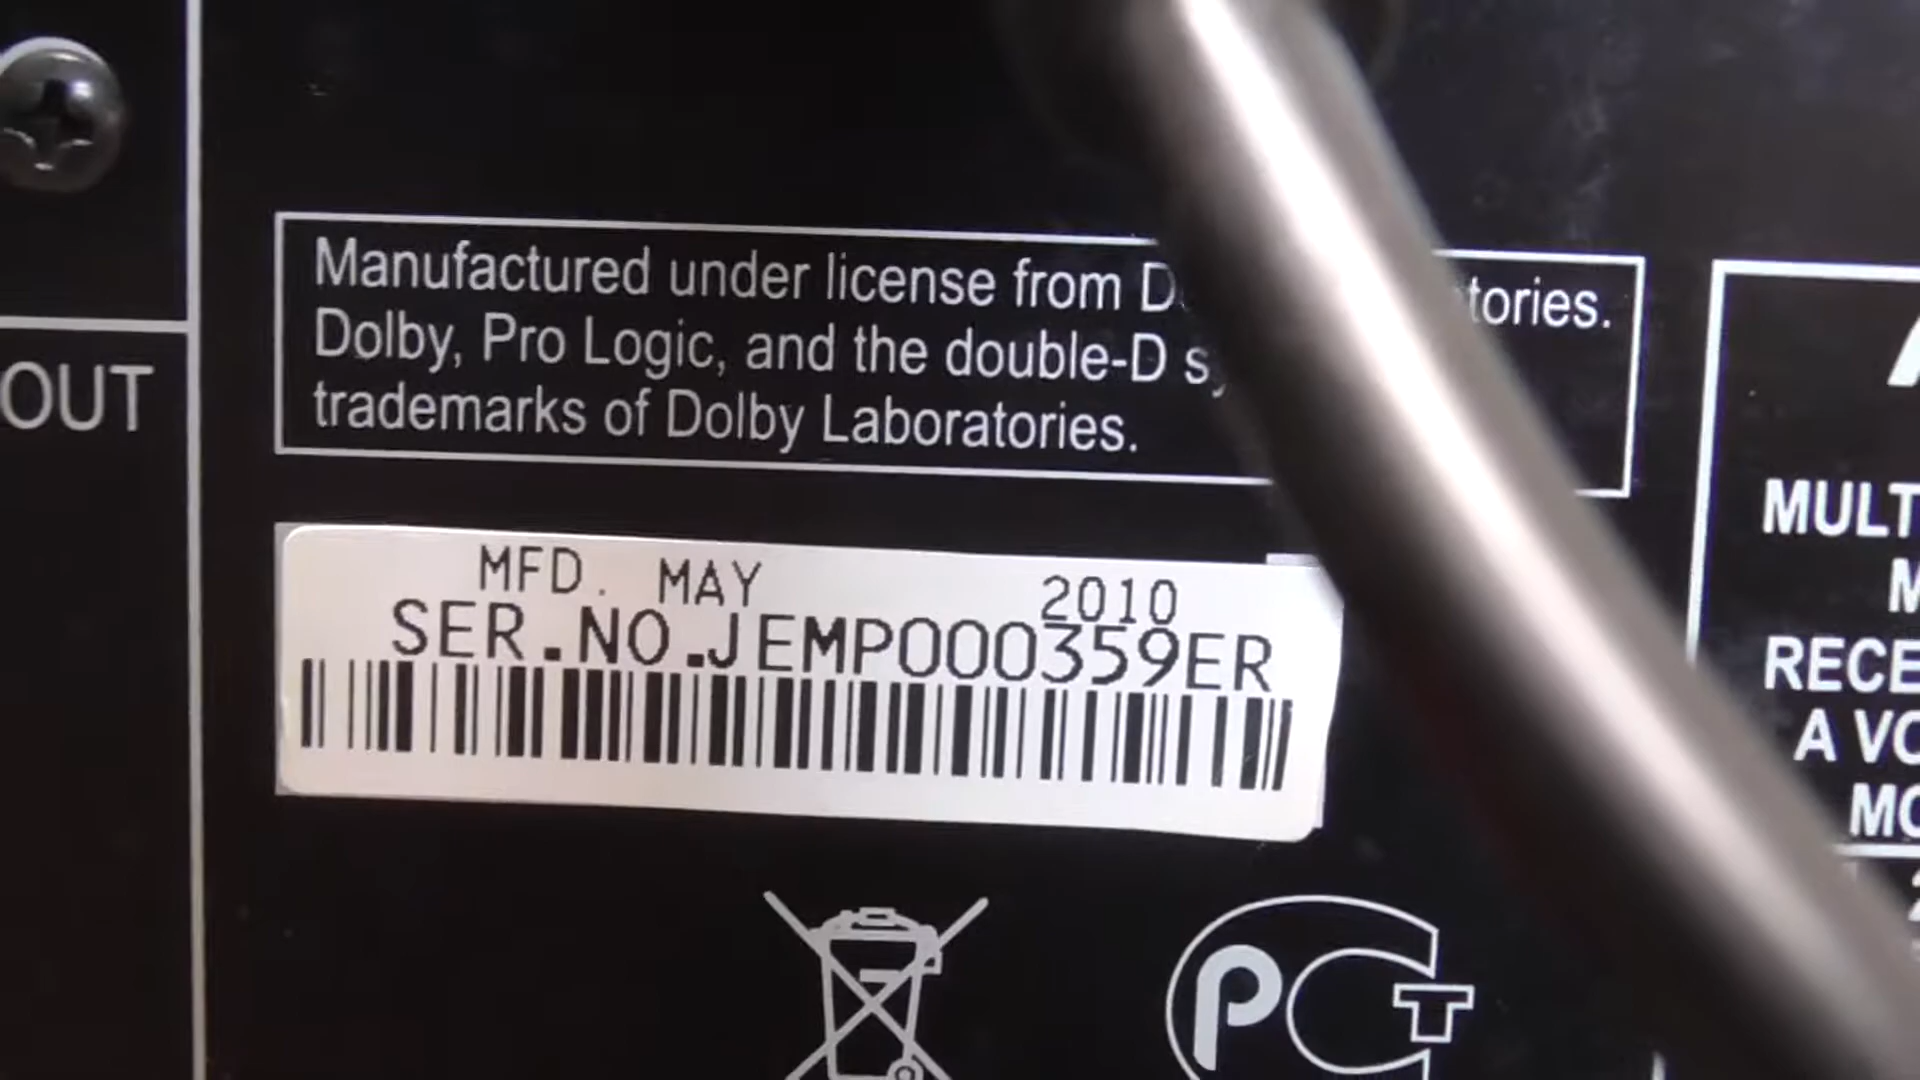 OUT
Manufactured under license from
tories.
Dolby, Pro Logic, and the double-D
trademarks of Dolby Laboratories.
MFD. MAY 2010
SER.NO.JEMP000359ER
MULT
M
RECE
A VO
MO
РСТ